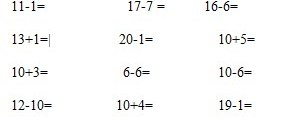 11-1= 17-7 = 16-6=
13+1= 20-1= 10+5=
10+3= 6-6= 10-6=
12-10= 10+4= 19-1=